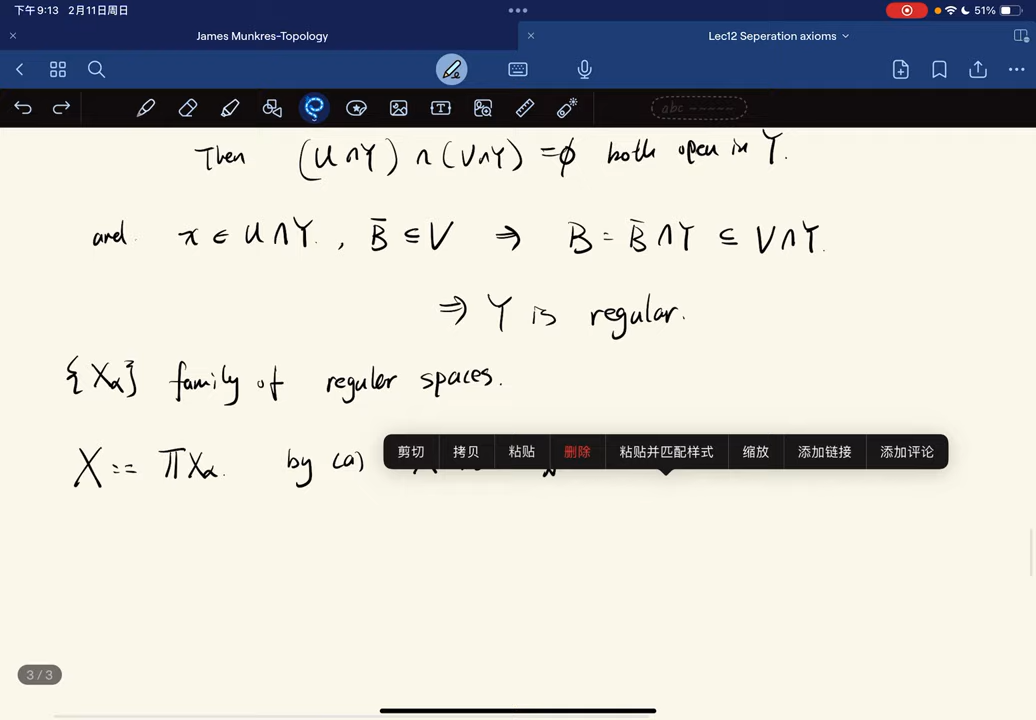 下午9:13 2月11日周日
51%
James Munkres-Topology
Lec12 Seperation axioms
abc
Then (U∩Y) ∩ (V∩Y) = ϕ both open in Y.
and. x ∈ U∩Y. , B̄ ⊆ V ⇒ B = B̄ ∩ Y ⊆ V∩Y.
⇒ Y is regular.
{Xα} family of regular spaces.
剪切 拷贝 粘贴 删除 粘贴并匹配样式 缩放 添加链接 添加评论
X := ΠXα. by (a)
3 / 3